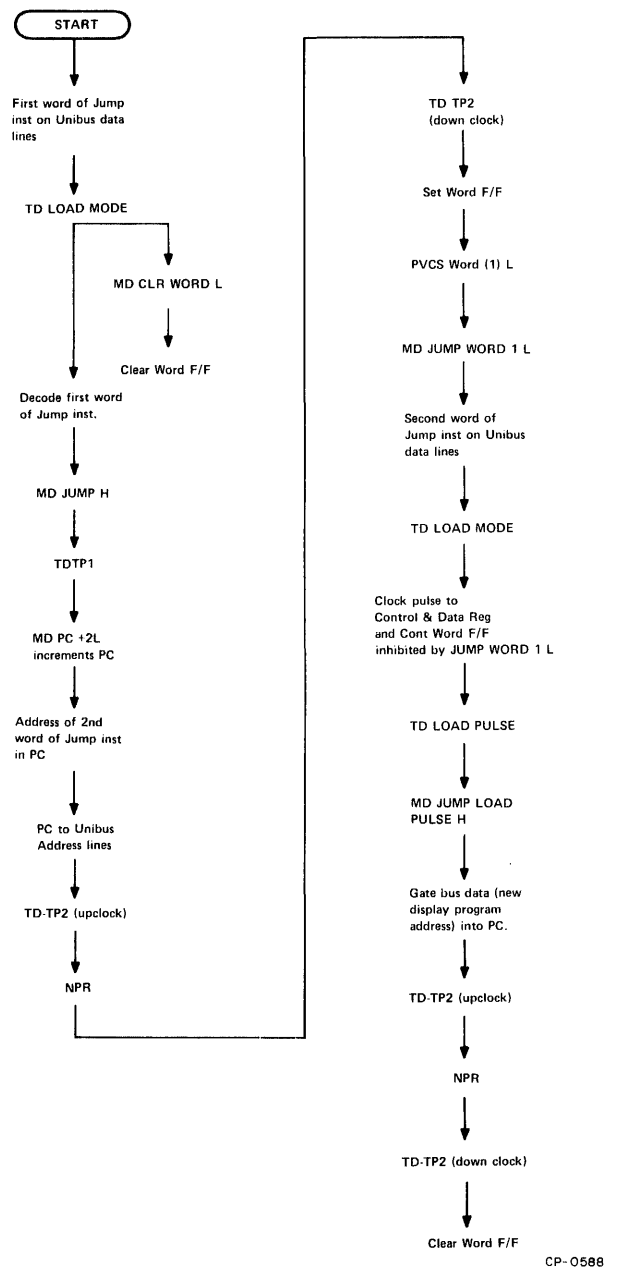 START
First word of Jump
inst on Unibus data
lines
TD LOAD MODE
MD CLR WORD L
Clear Word F/F
Decode first word
of Jump inst.
MD JUMP H
TDTP1
MD PC +2L
increments PC
Address of 2nd
word of Jump inst
in PC
PC to Unibus
Address lines
TD-TP2 (upclock)
NPR
TD TP2
(down clock)
Set Word F/F
PVCS Word (1) L
MD JUMP WORD 1 L
Second word of
Jump inst on Unibus
data lines
TD LOAD MODE
Clock pulse to
Control & Data Reg
and Cont Word F/F
inhibited by JUMP WORD 1 L
TD LOAD PULSE
MD JUMP LOAD
PULSE H
Gate bus data (new
display program
address) into PC.
TD-TP2 (upclock)
NPR
TD-TP2 (down clock)
Clear Word F/F
CP-0588